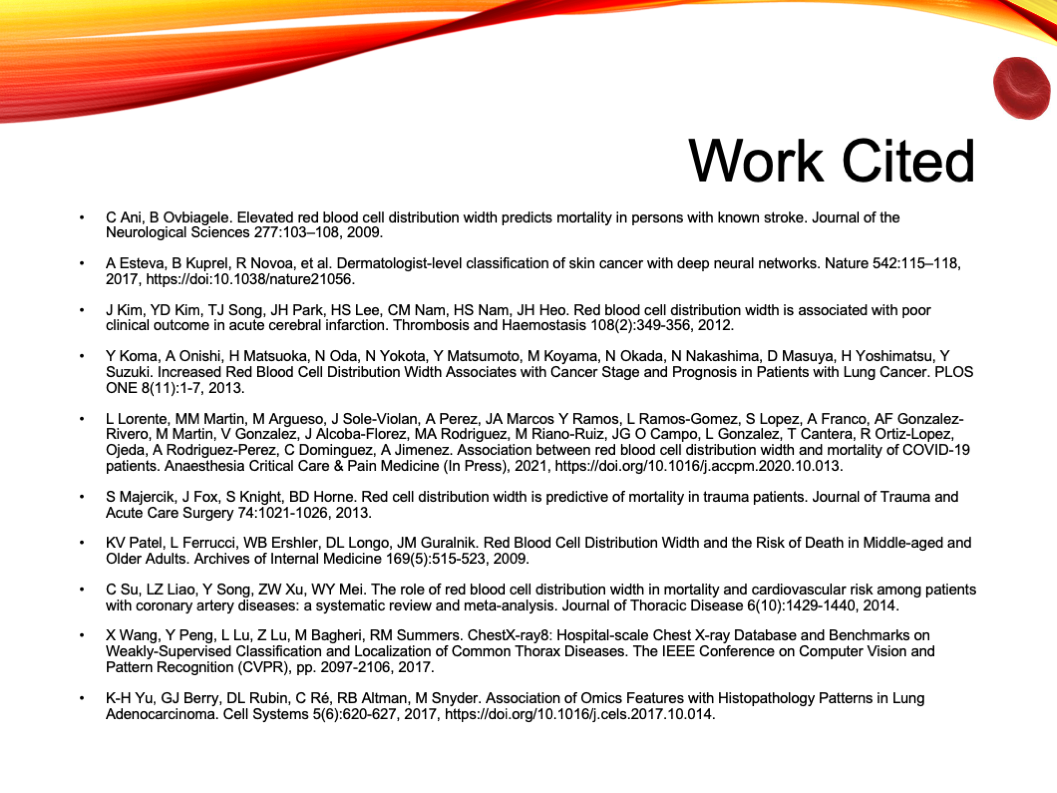 Work Cited
• C Ani, B Ovbiagele. Elevated red blood cell distribution width predicts mortality in persons with known stroke. Journal of the
Neurological Sciences 277:103–108, 2009.
• A Esteva, B Kuprel, R Novoa, et al. Dermatologist-level classification of skin cancer with deep neural networks. Nature 542:115–118,
2017, https://doi:10.1038/nature21056.
• J Kim, YD Kim, TJ Song, JH Park, HS Lee, CM Nam, HS Nam, JH Heo. Red blood cell distribution width is associated with poor
clinical outcome in acute cerebral infarction. Thrombosis and Haemostasis 108(2):349-356, 2012.
• Y Koma, A Onishi, H Matsuoka, N Oda, N Yokota, Y Matsumoto, M Koyama, N Okada, N Nakashima, D Masuya, H Yoshimatsu, Y
Suzuki. Increased Red Blood Cell Distribution Width Associates with Cancer Stage and Prognosis in Patients with Lung Cancer. PLOS
ONE 8(11):1-7, 2013.
• L Lorente, MM Martin, M Argueso, J Sole-Violan, A Perez, JA Marcos Y Ramos, L Ramos-Gomez, S Lopez, A Franco, AF Gonzalez-
Rivero, M Martin, V Gonzalez, J Alcoba-Florez, MA Rodriguez, M Riano-Ruiz, JG O Campo, L Gonzalez, T Cantera, R Ortiz-Lopez,
Ojeda, A Rodriguez-Perez, C Dominguez, A Jimenez. Association between red blood cell distribution width and mortality of COVID-19
patients. Anaesthesia Critical Care & Pain Medicine (In Press), 2021, https://doi.org/10.1016/j.accpm.2020.10.013.
• S Majercik, J Fox, S Knight, BD Horne. Red cell distribution width is predictive of mortality in trauma patients. Journal of Trauma and
Acute Care Surgery 74:1021-1026, 2013.
• KV Patel, L Ferrucci, WB Ershler, DL Longo, JM Guralnik. Red Blood Cell Distribution Width and the Risk of Death in Middle-aged and
Older Adults. Archives of Internal Medicine 169(5):515-523, 2009.
• C Su, LZ Liao, Y Song, ZW Xu, WY Mei. The role of red blood cell distribution width in mortality and cardiovascular risk among patients
with coronary artery diseases: a systematic review and meta-analysis. Journal of Thoracic Disease 6(10):1429-1440, 2014.
• X Wang, Y Peng, L Lu, Z Lu, M Bagheri, RM Summers. ChestX-ray8: Hospital-scale Chest X-ray Database and Benchmarks on
Weakly-Supervised Classification and Localization of Common Thorax Diseases. The IEEE Conference on Computer Vision and
Pattern Recognition (CVPR), pp. 2097-2106, 2017.
• K-H Yu, GJ Berry, DL Rubin, C Ré, RB Altman, M Snyder. Association of Omics Features with Histopathology Patterns in Lung
Adenocarcinoma. Cell Systems 5(6):620-627, 2017, https://doi.org/10.1016/j.cels.2017.10.014.